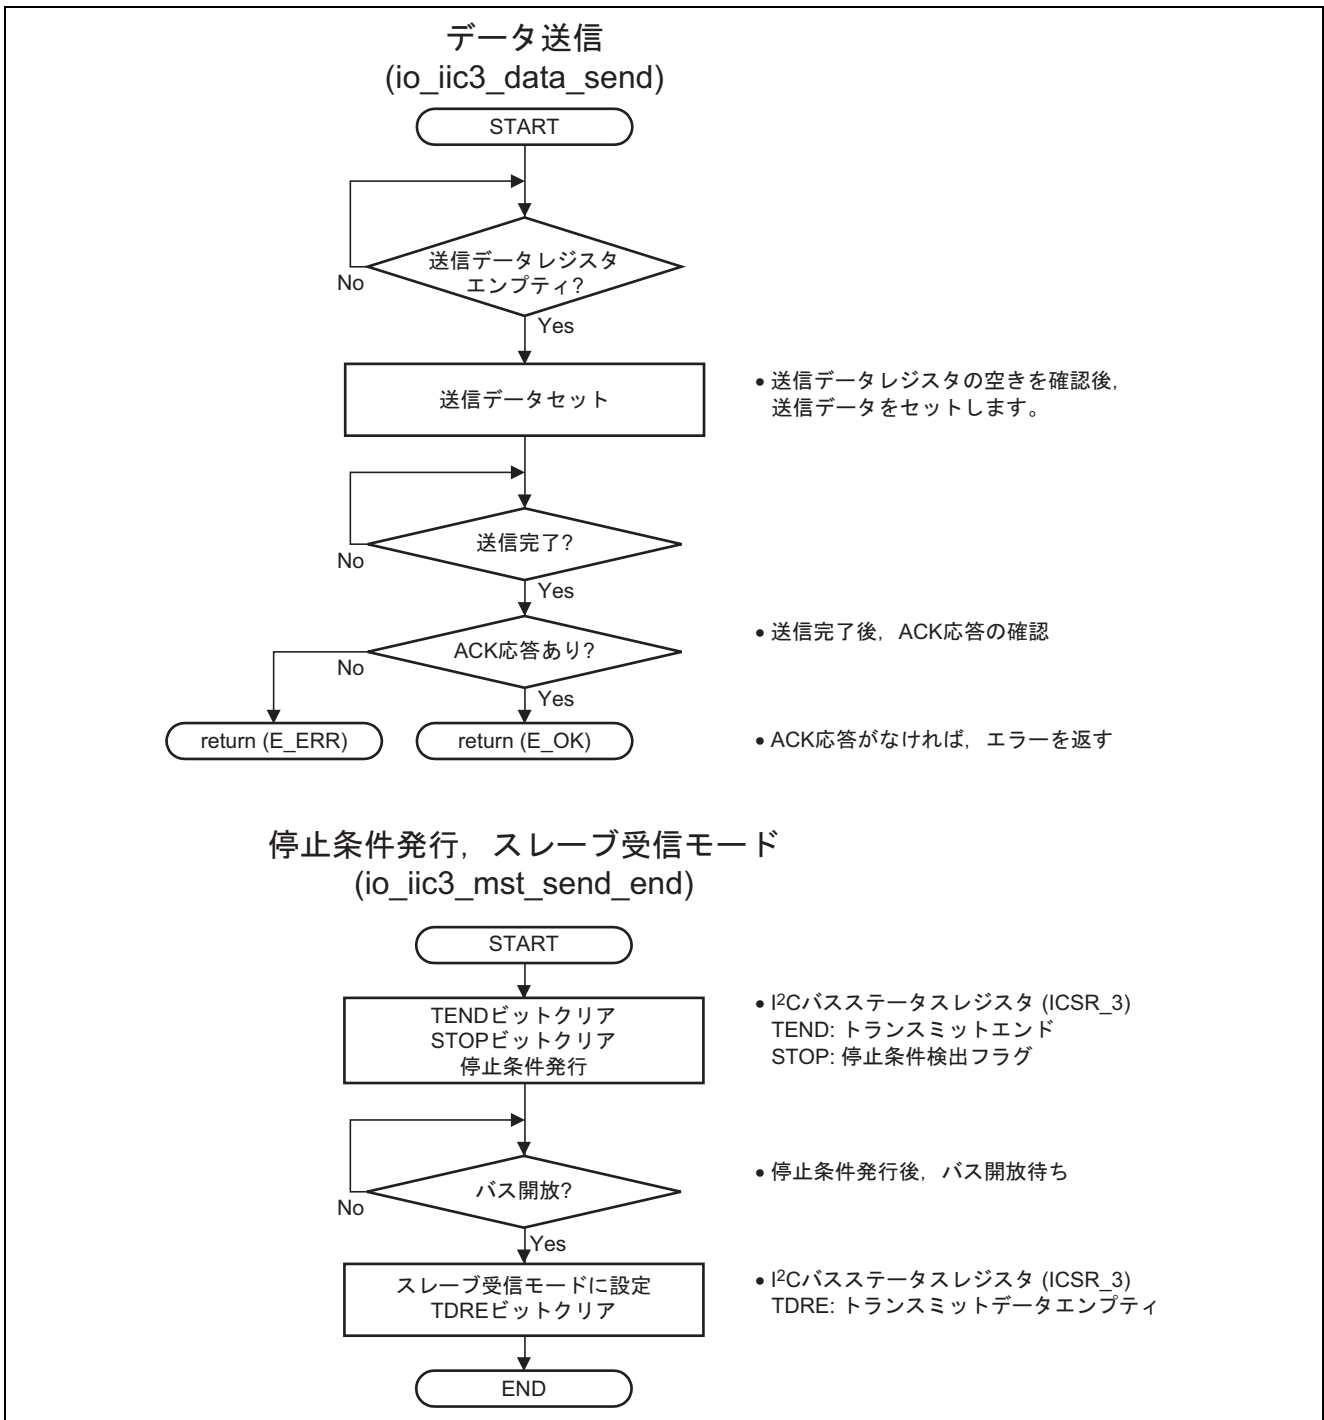 データ送信
(io_iic3_data_send)
START
送信データレジスタ
エンプティ?
No
Yes
送信データセット
• 送信データレジスタの空きを確認後,
送信データをセットします。
送信完了?
No
Yes
ACK応答あり?
• 送信完了後,ACK応答の確認
No
Yes
return (E_ERR)
return (E_OK)
• ACK応答がなければ,エラーを返す
停止条件発行,スレーブ受信モード
(io_iic3_mst_send_end)
START
TENDビットクリア
STOPビットクリア
停止条件発行
• I²Cバスステータスレジスタ (ICSR_3)
TEND: トランスミットエンド
STOP: 停止条件検出フラグ
バス開放?
• 停止条件発行後,バス開放待ち
No
Yes
スレーブ受信モードに設定
TDREビットクリア
• I²Cバスステータスレジスタ (ICSR_3)
TDRE: トランスミットデータエンプティ
END